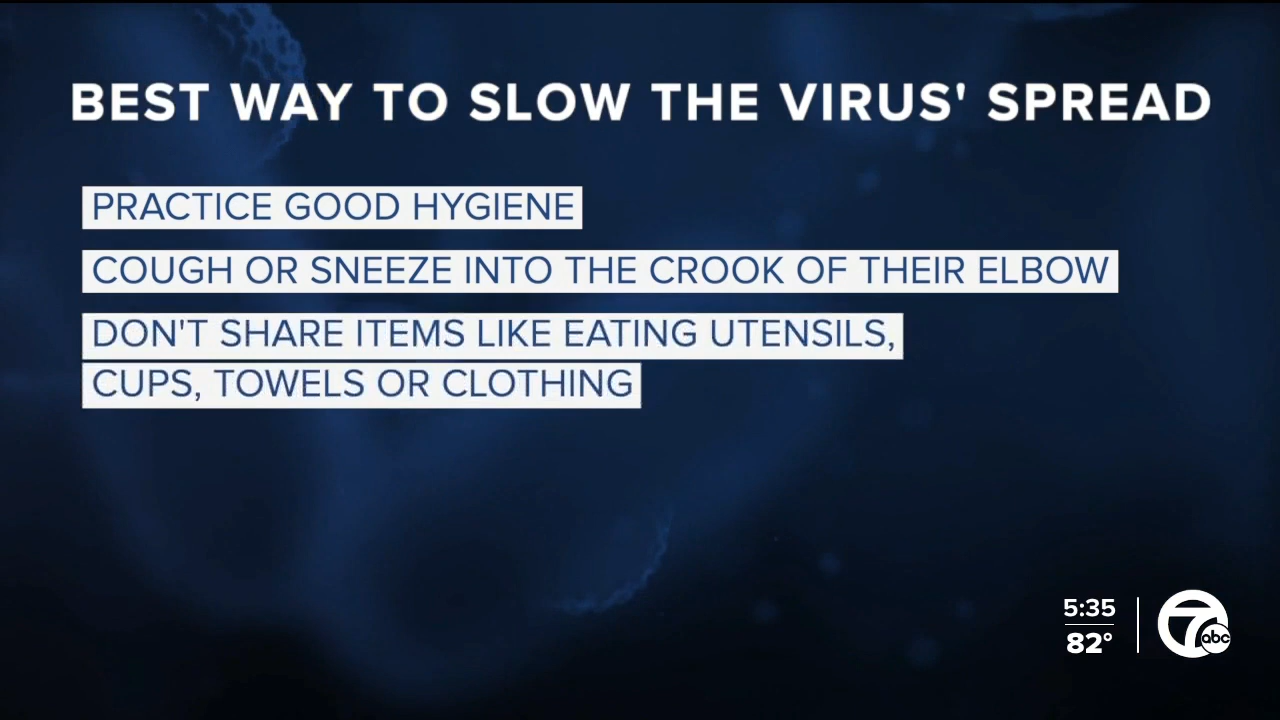 BEST WAY TO SLOW THE VIRUS' SPREAD
PRACTICE GOOD HYGIENE
COUGH OR SNEEZE INTO THE CROOK OF THEIR ELBOW
DON'T SHARE ITEMS LIKE EATING UTENSILS,
CUPS, TOWELS OR CLOTHING
5:35
82°
7
abc